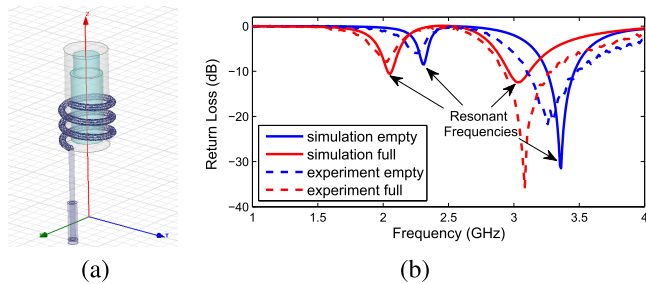 z
(a)
0
−10
−20
−30
−40
Return Loss (dB)
1
1.5
2
2.5
3
3.5
4
Frequency (GHz)
Resonant
Frequencies
simulation empty
simulation full
experiment empty
experiment full
(b)